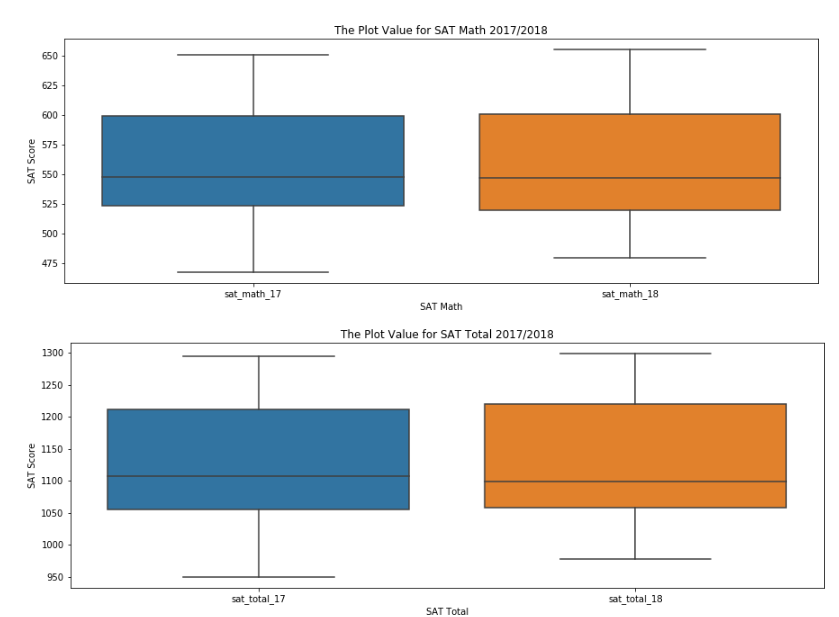 The Plot Value for SAT Math 2017/2018
650
625
600
575
550
525
500
475
SAT Score
sat_math_17 sat_math_18
SAT Math
The Plot Value for SAT Total 2017/2018
1300
1250
1200
1150
1100
1050
1000
950
SAT Score
sat_total_17 sat_total_18
SAT Total